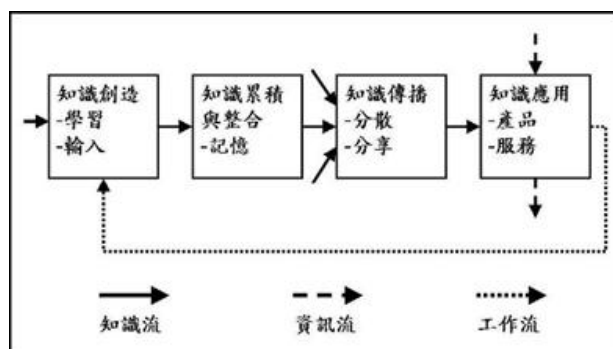 知識創造
-學習
-輸入
知識累積
與整合
-記憶
知識傳播
-分散
-分享
知識應用
-產品
-服務
知識流
資訊流
工作流